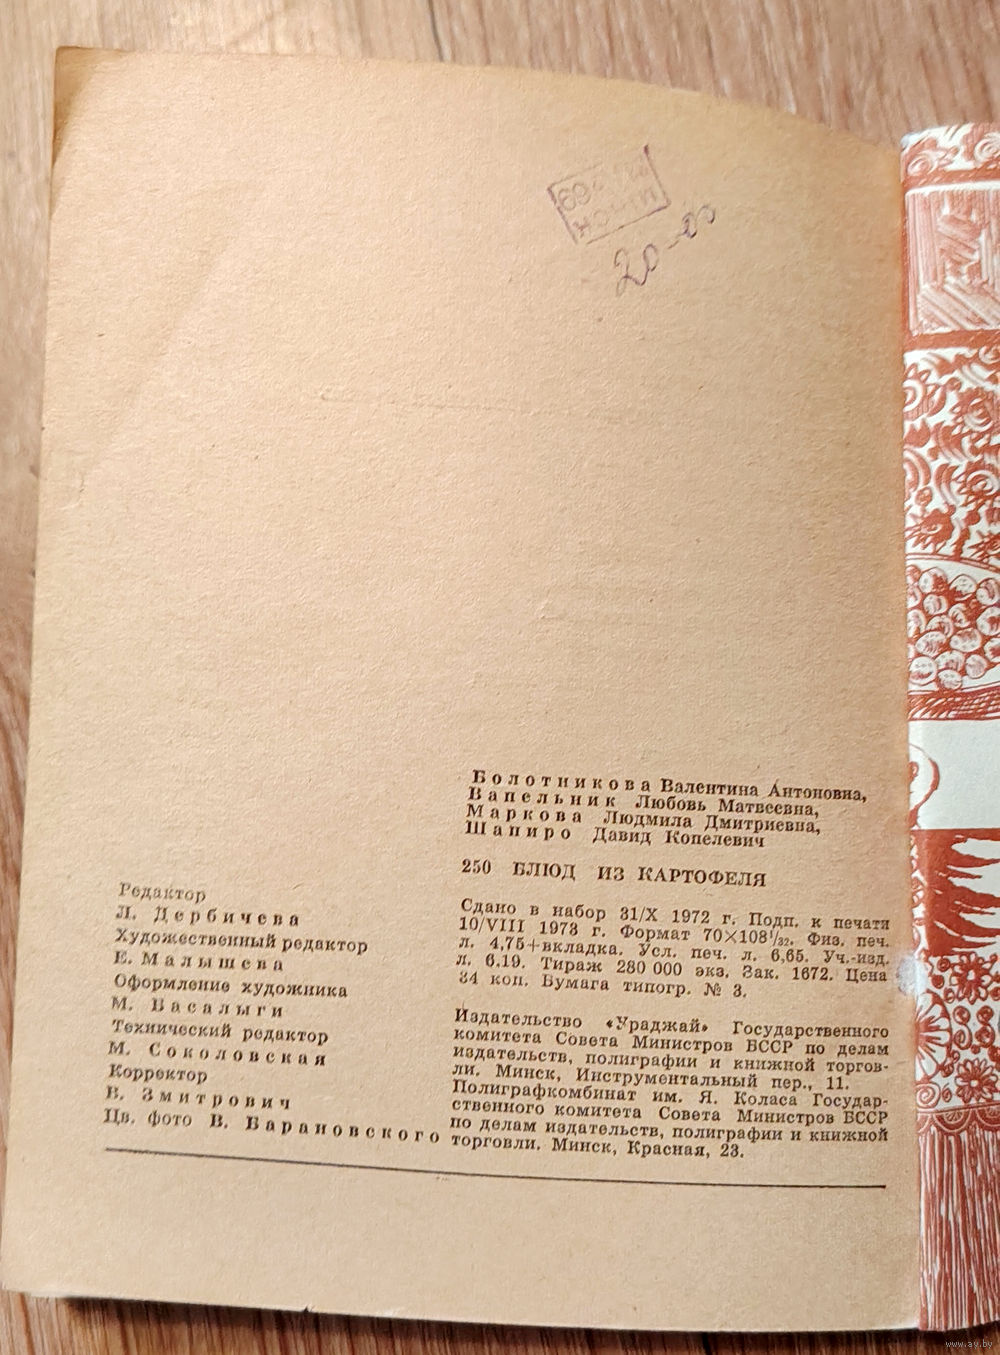 МИНСК
20-00
Болотникова Валентина Антоновна,
Вапельник Любовь Матвеевна,
Маркова Людмила Дмитриевна,
Шапиро Давид Копелевич
250 БЛЮД ИЗ КАРТОФЕЛЯ
Редактор
Л. Дербичева
Художественный редактор
Е. Малышева
Оформление художника
М. Басалыги
Технический редактор
М. Соколовская
Корректор
В. Змитрович
Цв. фото В. Барановского
Сдано в набор 31/X 1972 г. Подп. к печати
10/VIII 1973 г. Формат 70×108¹/₃₂. Физ. печ.
л. 4,75+вкладка. Усл. печ. л. 6,65. Уч.-изд.
л. 6.19. Тираж 280 000 экз. Зак. 1672. Цена
34 коп. Бумага типогр. № 3.
Издательство «Ураджай» Государственного
комитета Совета Министров БССР по делам
издательств, полиграфии и книжной торгов-
ли. Минск, Инструментальный пер., 11.
Полиграфкомбинат им. Я. Коласа Государ-
ственного комитета Совета Министров БССР
по делам издательств, полиграфии и книжной
торговли. Минск, Красная, 23.
www.ay.by